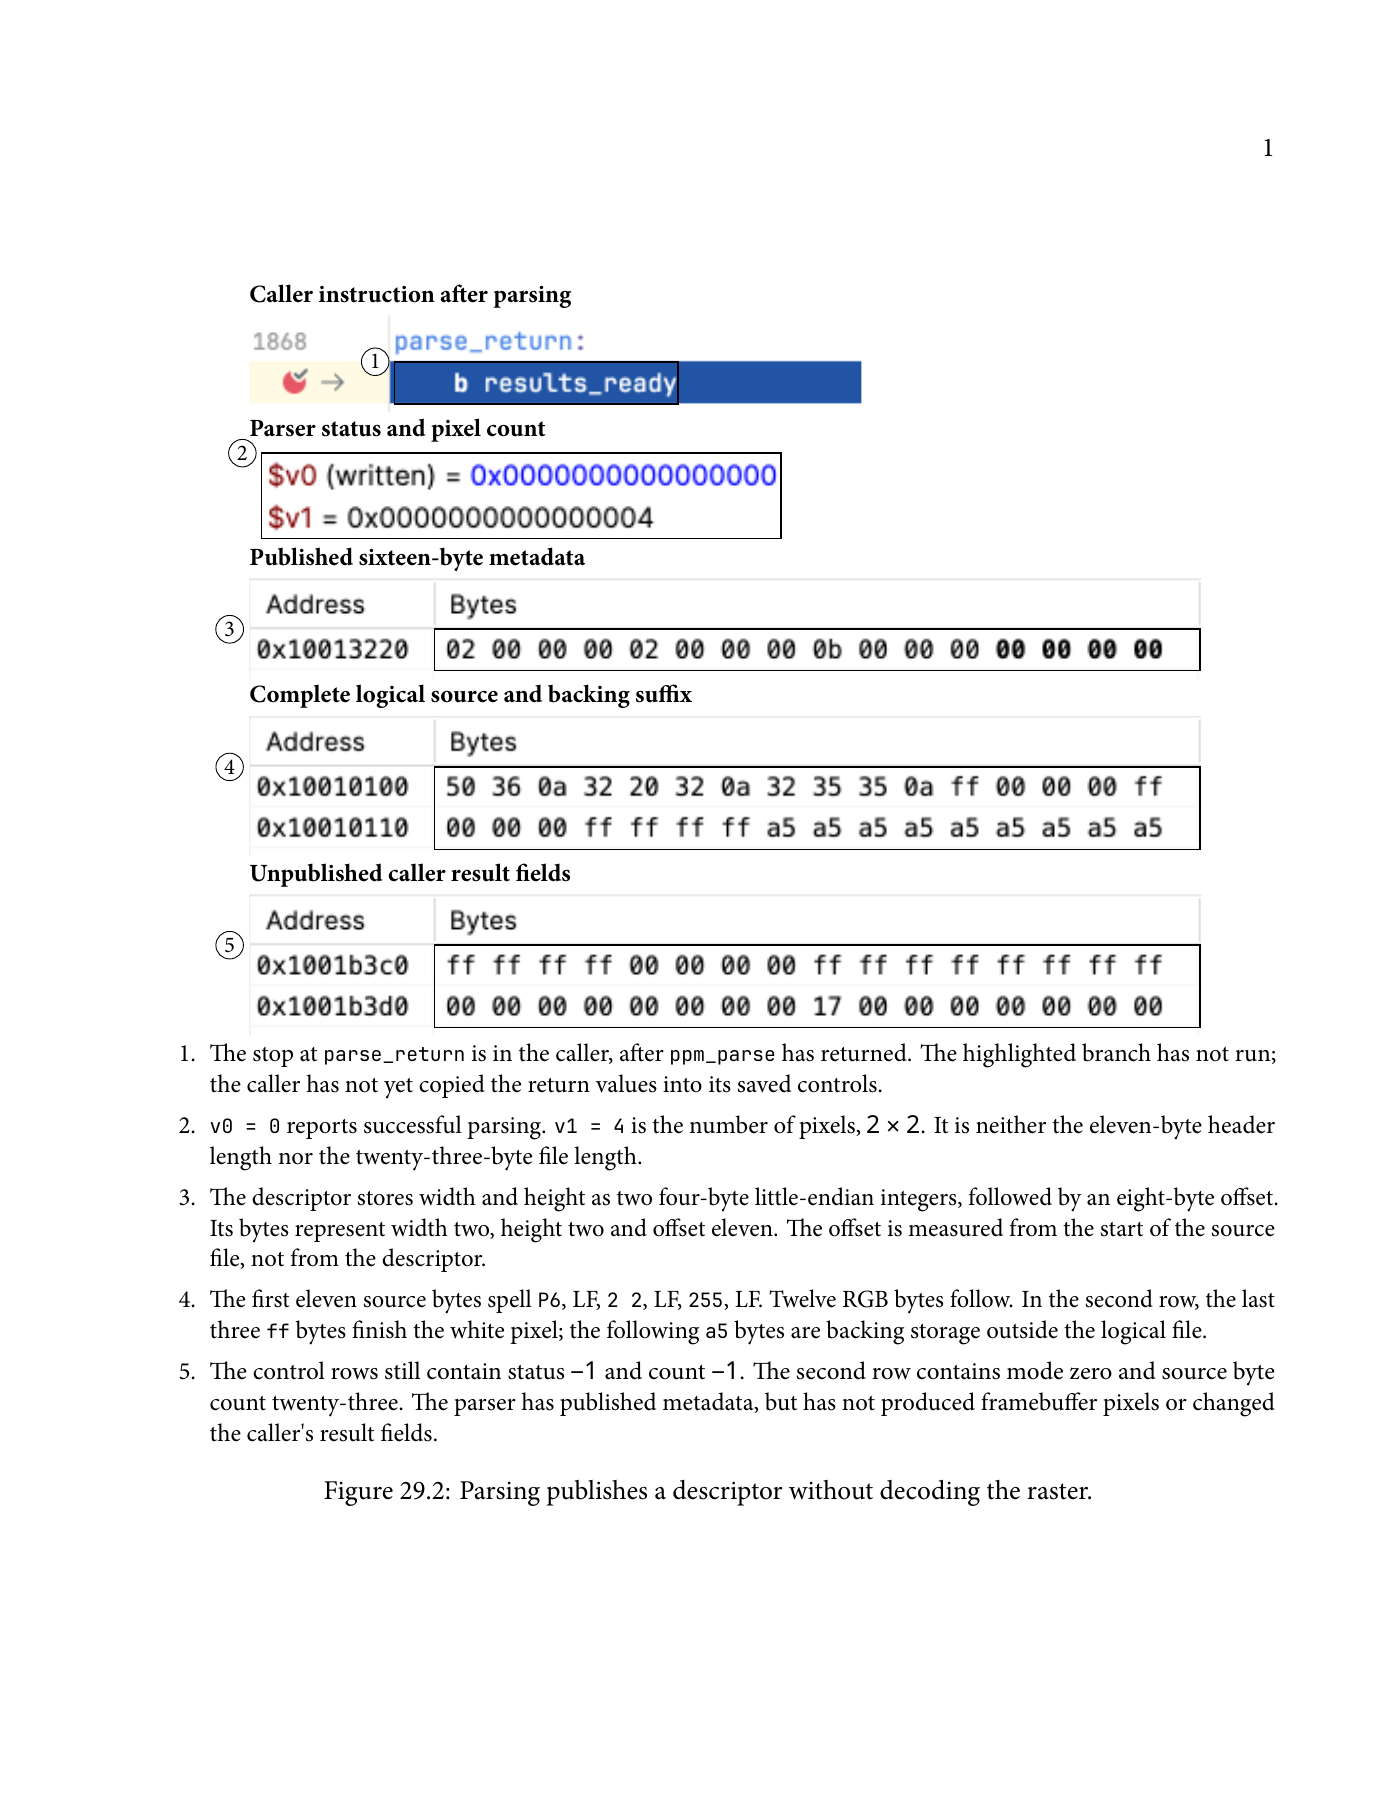 1
Caller instruction after parsing
1868 parse_return:
1
b results_ready
Parser status and pixel count
2
$v0 (written) = 0x0000000000000000
$v1 = 0x0000000000000004
Published sixteen-byte metadata
Address Bytes
3
0x10013220 02 00 00 00 02 00 00 00 0b 00 00 00 00 00 00 00
Complete logical source and backing suffix
Address Bytes
4
0x10010100 50 36 0a 32 20 32 0a 32 35 35 0a ff 00 00 00 ff
0x10010110 00 00 00 ff ff ff ff a5 a5 a5 a5 a5 a5 a5 a5 a5
Unpublished caller result fields
Address Bytes
5
0x1001b3c0 ff ff ff ff 00 00 00 00 ff ff ff ff ff ff ff ff
0x1001b3d0 00 00 00 00 00 00 00 00 17 00 00 00 00 00 00 00
1. The stop at parse_return is in the caller, after ppm_parse has returned. The highlighted branch has not run;
the caller has not yet copied the return values into its saved controls.
2. v0 = 0 reports successful parsing. v1 = 4 is the number of pixels, 2 × 2. It is neither the eleven-byte header
length nor the twenty-three-byte file length.
3. The descriptor stores width and height as two four-byte little-endian integers, followed by an eight-byte offset.
Its bytes represent width two, height two and offset eleven. The offset is measured from the start of the source
file, not from the descriptor.
4. The first eleven source bytes spell P6, LF, 2 2, LF, 255, LF. Twelve RGB bytes follow. In the second row, the last
three ff bytes finish the white pixel; the following a5 bytes are backing storage outside the logical file.
5. The control rows still contain status −1 and count −1. The second row contains mode zero and source byte
count twenty-three. The parser has published metadata, but has not produced framebuffer pixels or changed
the caller's result fields.
Figure 29.2: Parsing publishes a descriptor without decoding the raster.